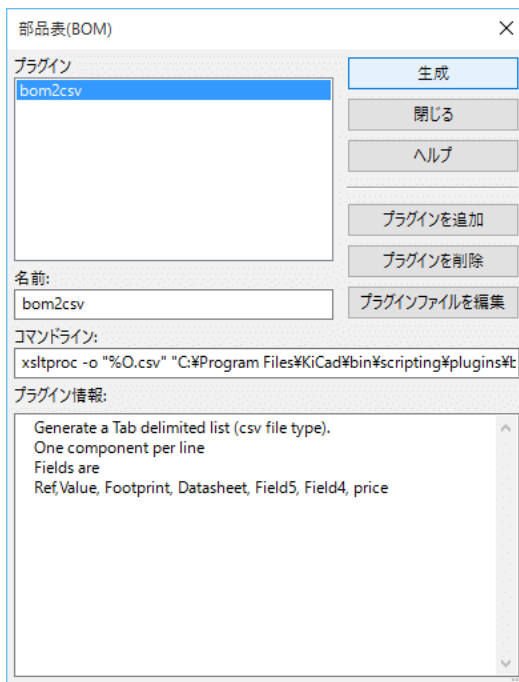 部品表(BOM)
プラグイン
bom2csv
生成
閉じる
ヘルプ
プラグインを追加
プラグインを削除
プラグインファイルを編集
名前:
bom2csv
コマンドライン:
xsltproc -o "%O.csv" "C:¥Program Files¥KiCad¥bin¥scripting¥plugins¥b
プラグイン情報:
Generate a Tab delimited list (csv file type).
One component per line
Fields are
Ref,Value, Footprint, Datasheet, Field5, Field4, price